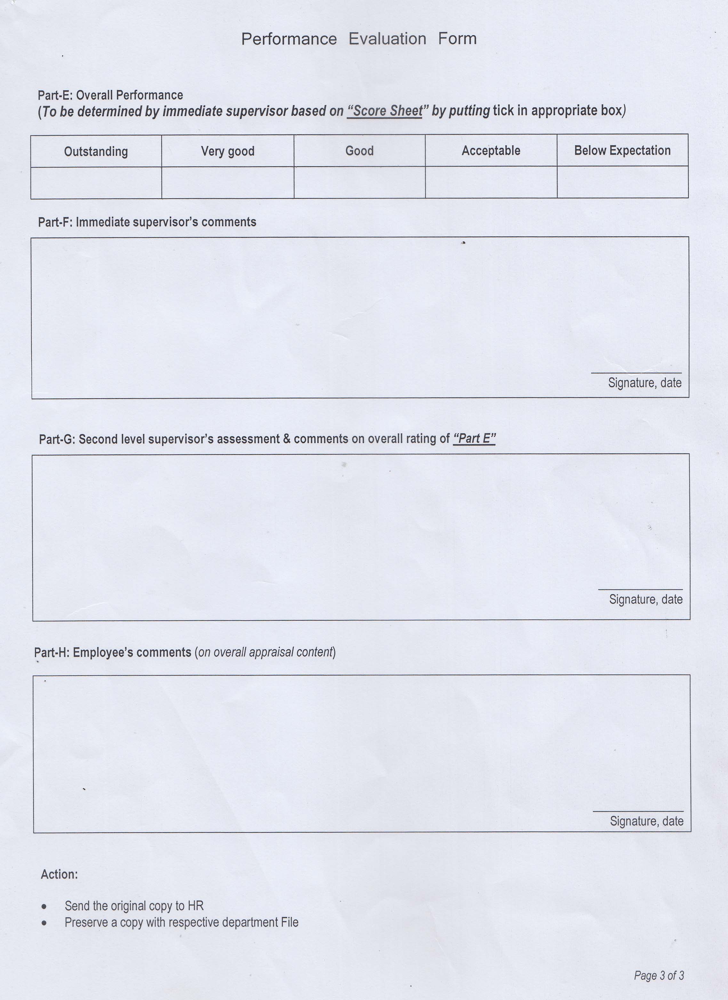 Performance Evaluation Form
Part-E: Overall Performance
(To be determined by immediate supervisor based on “Score Sheet” by putting tick in appropriate box)
Outstanding Very good Good Acceptable Below Expectation
Part-F: Immediate supervisor’s comments
Signature, date
Part-G: Second level supervisor’s assessment & comments on overall rating of “Part E”
Signature, date
Part-H: Employee’s comments (on overall appraisal content)
Signature, date
Action:
• Send the original copy to HR
• Preserve a copy with respective department File
Page 3 of 3